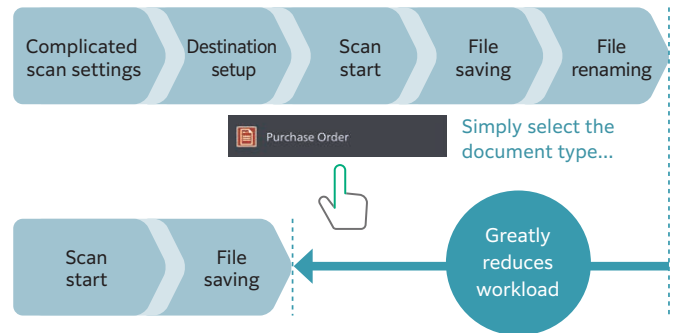 Complicated
scan settings
Destination
setup
Scan
start
File
saving
File
renaming
Purchase Order
Simply select the
document type...
Scan
start
File
saving
Greatly
reduces
workload